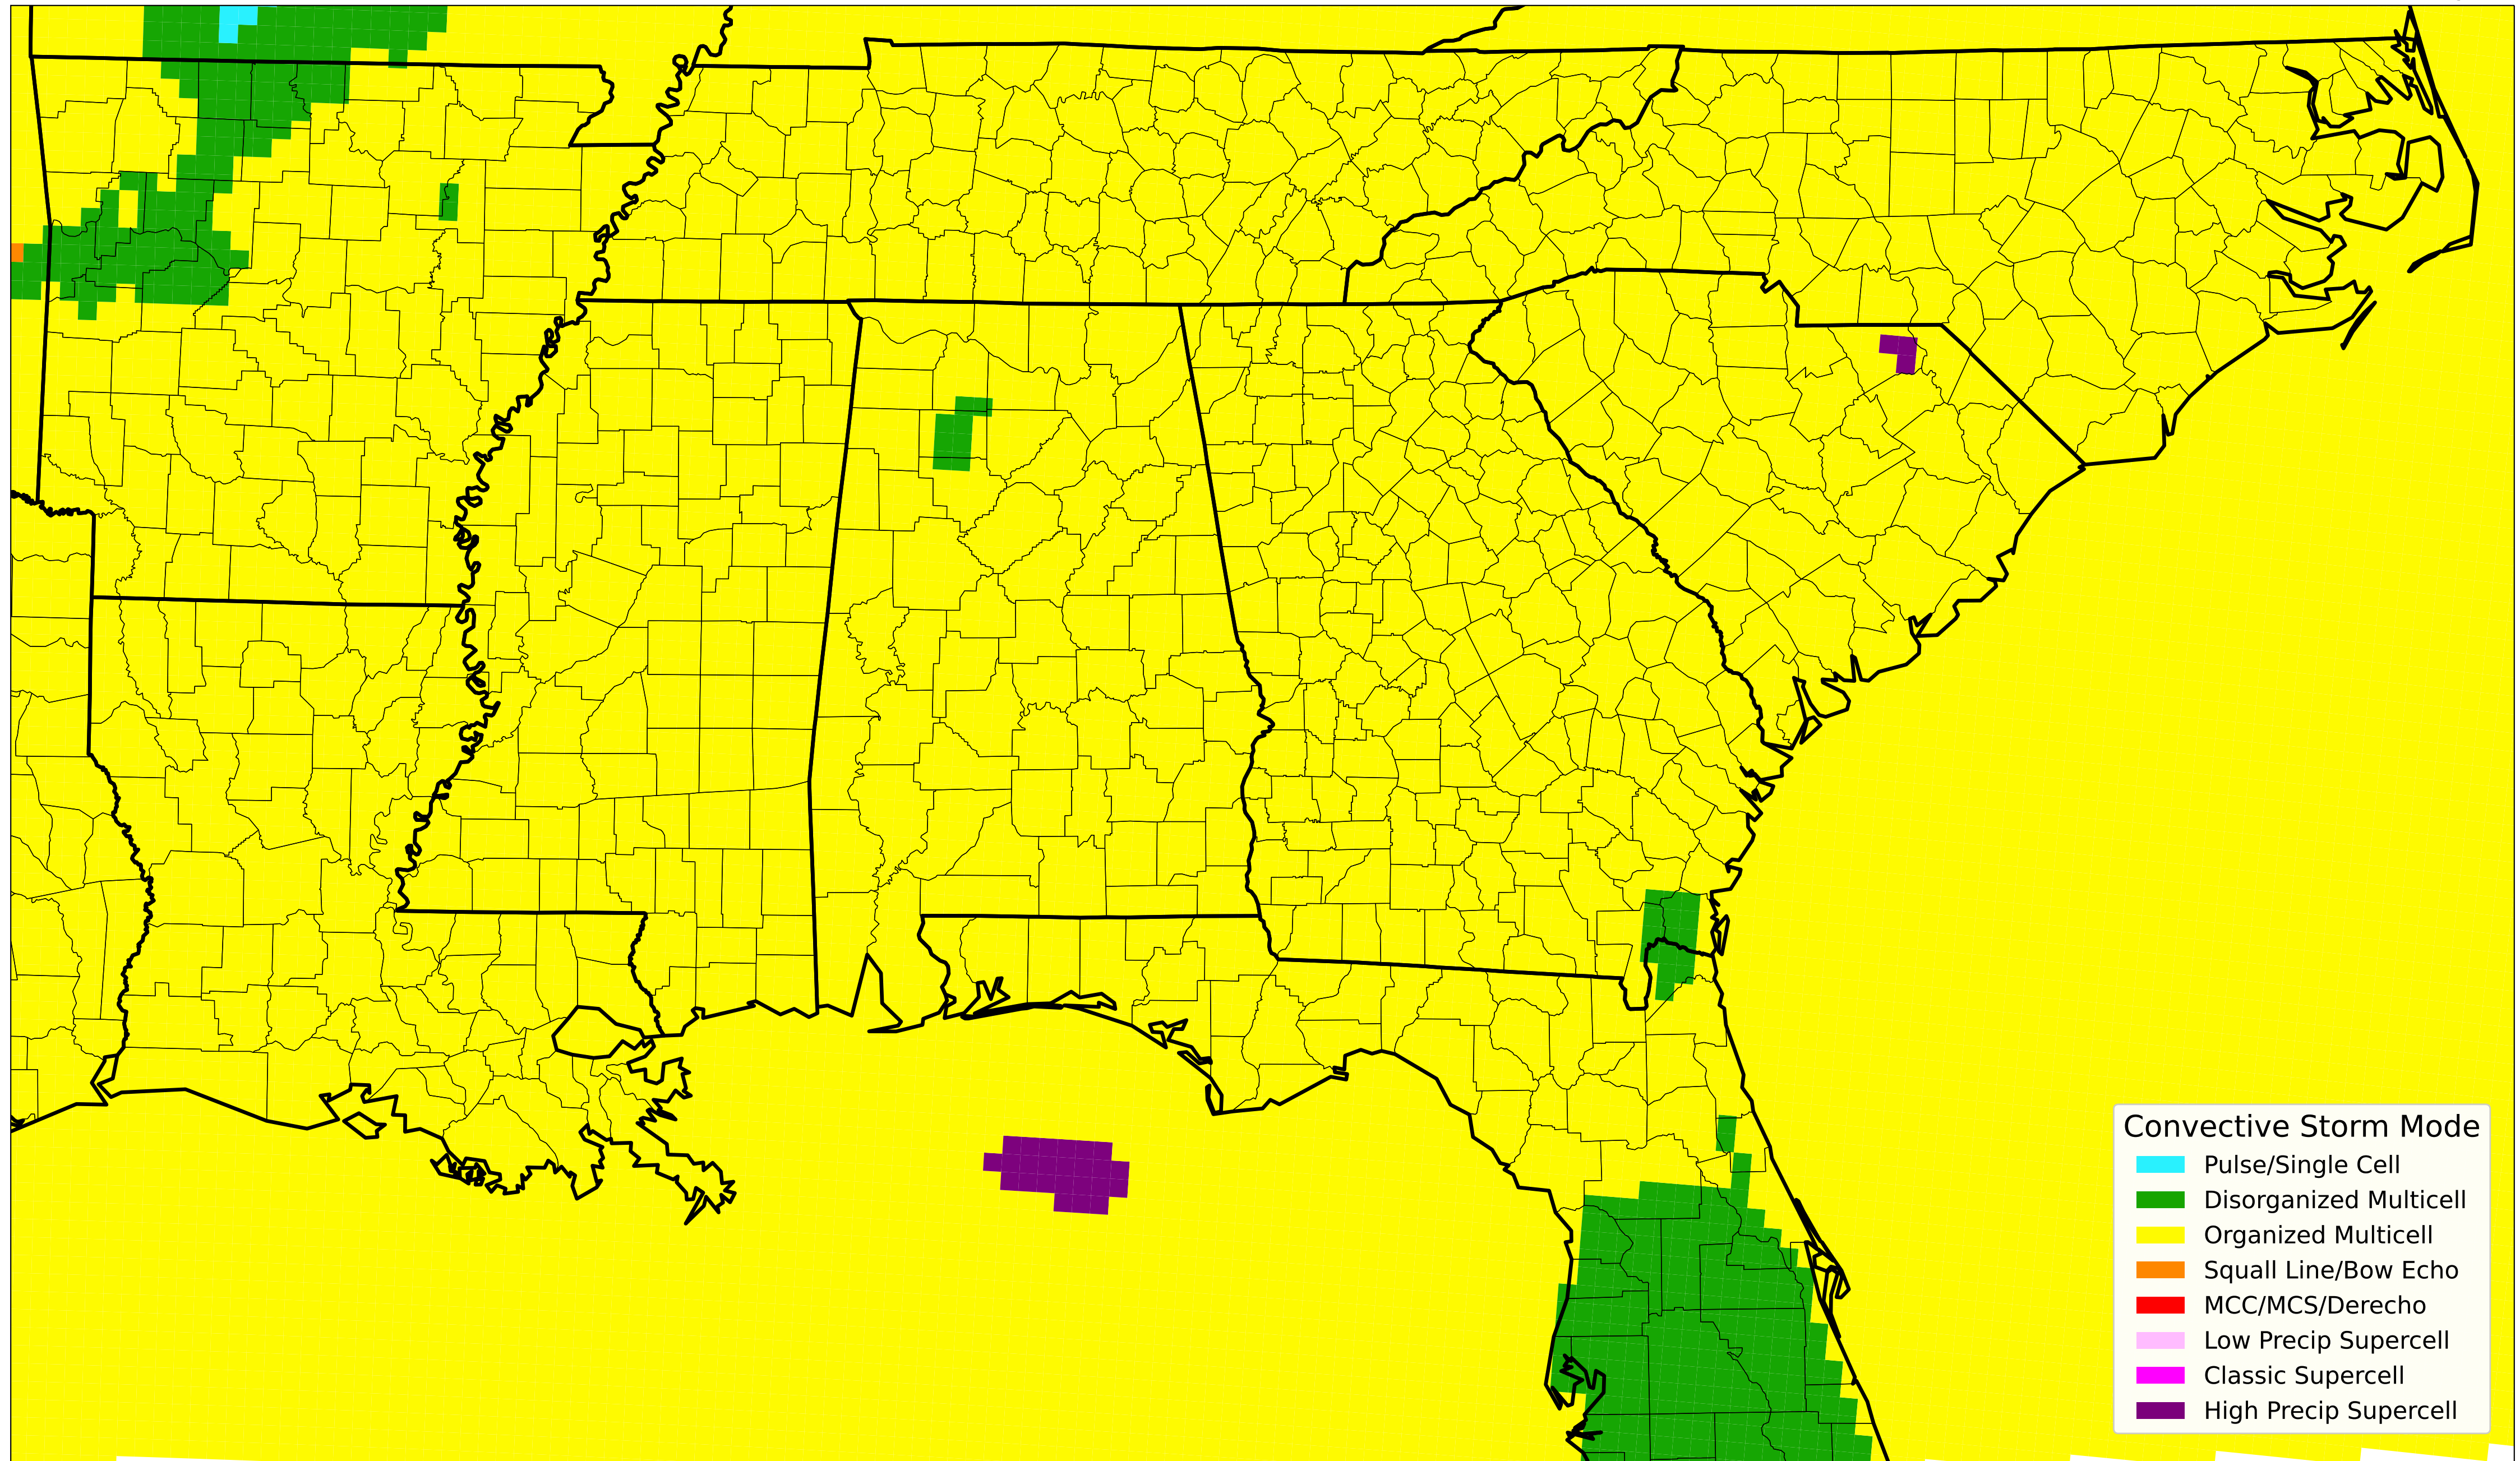 Convective Storm Mode
Pulse/Single Cell
Disorganized Multicell
Organized Multicell
Squall Line/Bow Echo
MCC/MCS/Derecho
Low Precip Supercell
Classic Supercell
High Precip Supercell